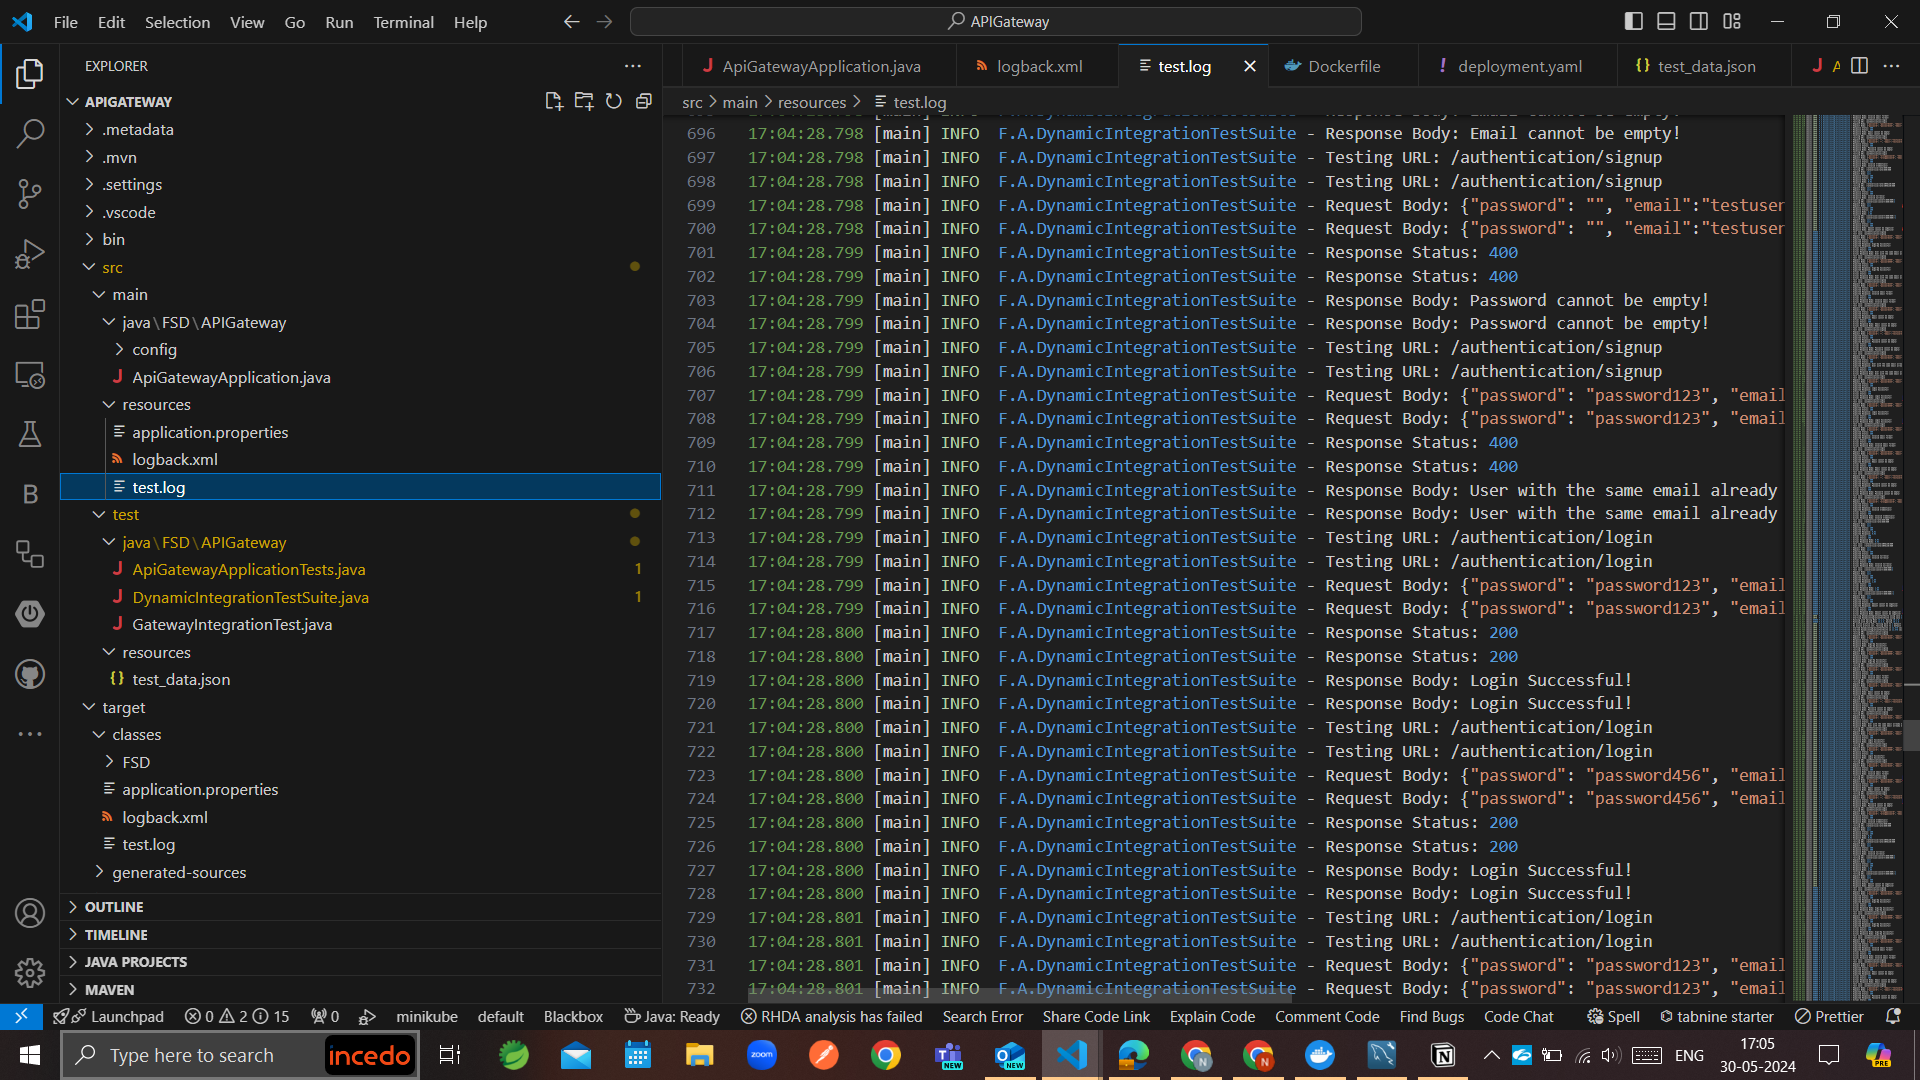 File Edit Selection View Go Run Terminal Help
APIGateway
EXPLORER
APIGATEWAY
.metadata
.mvn
.settings
.vscode
bin
src
main
java\FSD\APIGateway
config
ApiGatewayApplication.java
resources
application.properties
logback.xml
test.log
test
java\FSD\APIGateway
ApiGatewayApplicationTests.java 1
DynamicIntegrationTestSuite.java 1
GatewayIntegrationTest.java
resources
test_data.json
target
classes
FSD
application.properties
logback.xml
test.log
generated-sources
OUTLINE
TIMELINE
JAVA PROJECTS
MAVEN
ApiGatewayApplication.java logback.xml test.log Dockerfile deployment.yaml test_data.json
src > main > resources > test.log
696 17:04:28.798 [main] INFO F.A.DynamicIntegrationTestSuite - Response Body: Email cannot be empty!
697 17:04:28.798 [main] INFO F.A.DynamicIntegrationTestSuite - Testing URL: /authentication/signup
698 17:04:28.798 [main] INFO F.A.DynamicIntegrationTestSuite - Testing URL: /authentication/signup
699 17:04:28.798 [main] INFO F.A.DynamicIntegrationTestSuite - Request Body: {"password": "", "email":"testuser
700 17:04:28.798 [main] INFO F.A.DynamicIntegrationTestSuite - Request Body: {"password": "", "email":"testuser
701 17:04:28.799 [main] INFO F.A.DynamicIntegrationTestSuite - Response Status: 400
702 17:04:28.799 [main] INFO F.A.DynamicIntegrationTestSuite - Response Status: 400
703 17:04:28.799 [main] INFO F.A.DynamicIntegrationTestSuite - Response Body: Password cannot be empty!
704 17:04:28.799 [main] INFO F.A.DynamicIntegrationTestSuite - Response Body: Password cannot be empty!
705 17:04:28.799 [main] INFO F.A.DynamicIntegrationTestSuite - Testing URL: /authentication/signup
706 17:04:28.799 [main] INFO F.A.DynamicIntegrationTestSuite - Testing URL: /authentication/signup
707 17:04:28.799 [main] INFO F.A.DynamicIntegrationTestSuite - Request Body: {"password": "password123", "email
708 17:04:28.799 [main] INFO F.A.DynamicIntegrationTestSuite - Request Body: {"password": "password123", "email
709 17:04:28.799 [main] INFO F.A.DynamicIntegrationTestSuite - Response Status: 400
710 17:04:28.799 [main] INFO F.A.DynamicIntegrationTestSuite - Response Status: 400
711 17:04:28.799 [main] INFO F.A.DynamicIntegrationTestSuite - Response Body: User with the same email already
712 17:04:28.799 [main] INFO F.A.DynamicIntegrationTestSuite - Response Body: User with the same email already
713 17:04:28.799 [main] INFO F.A.DynamicIntegrationTestSuite - Testing URL: /authentication/login
714 17:04:28.799 [main] INFO F.A.DynamicIntegrationTestSuite - Testing URL: /authentication/login
715 17:04:28.799 [main] INFO F.A.DynamicIntegrationTestSuite - Request Body: {"password": "password123", "email
716 17:04:28.799 [main] INFO F.A.DynamicIntegrationTestSuite - Request Body: {"password": "password123", "email
717 17:04:28.800 [main] INFO F.A.DynamicIntegrationTestSuite - Response Status: 200
718 17:04:28.800 [main] INFO F.A.DynamicIntegrationTestSuite - Response Status: 200
719 17:04:28.800 [main] INFO F.A.DynamicIntegrationTestSuite - Response Body: Login Successful!
720 17:04:28.800 [main] INFO F.A.DynamicIntegrationTestSuite - Response Body: Login Successful!
721 17:04:28.800 [main] INFO F.A.DynamicIntegrationTestSuite - Testing URL: /authentication/login
722 17:04:28.800 [main] INFO F.A.DynamicIntegrationTestSuite - Testing URL: /authentication/login
723 17:04:28.800 [main] INFO F.A.DynamicIntegrationTestSuite - Request Body: {"password": "password456", "email
724 17:04:28.800 [main] INFO F.A.DynamicIntegrationTestSuite - Request Body: {"password": "password456", "email
725 17:04:28.800 [main] INFO F.A.DynamicIntegrationTestSuite - Response Status: 200
726 17:04:28.800 [main] INFO F.A.DynamicIntegrationTestSuite - Response Status: 200
727 17:04:28.800 [main] INFO F.A.DynamicIntegrationTestSuite - Response Body: Login Successful!
728 17:04:28.800 [main] INFO F.A.DynamicIntegrationTestSuite - Response Body: Login Successful!
729 17:04:28.801 [main] INFO F.A.DynamicIntegrationTestSuite - Testing URL: /authentication/login
730 17:04:28.801 [main] INFO F.A.DynamicIntegrationTestSuite - Testing URL: /authentication/login
731 17:04:28.801 [main] INFO F.A.DynamicIntegrationTestSuite - Request Body: {"password": "password123", "email
732 17:04:28.801 [main] INFO F.A.DynamicIntegrationTestSuite - Request Body: {"password": "password123", "email
Launchpad 0 2 15 0 minikube default Blackbox Java: Ready RHDA analysis has failed Search Error Share Code Link Explain Code Comment Code Find Bugs Code Chat Spell tabnine starter Prettier
Type here to search incedo zoom NEW NEW ENG 17:05 PRE
30-05-2024